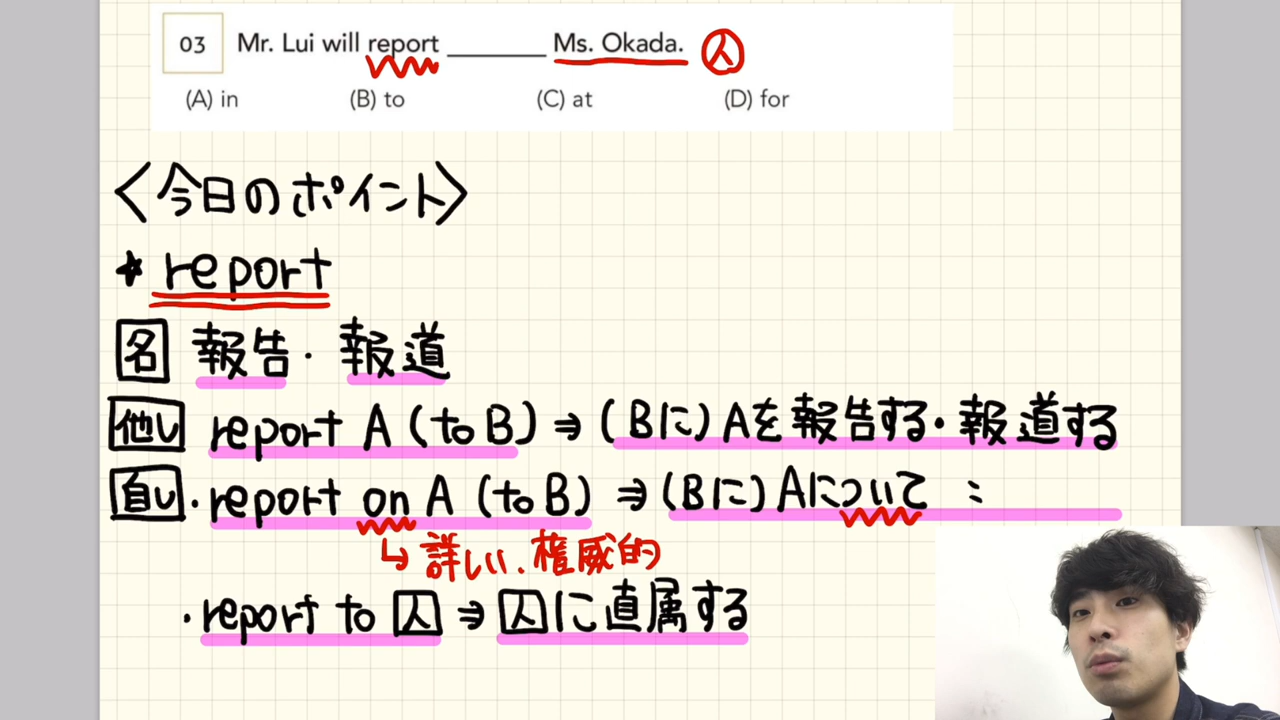 03 Mr. Lui will report ______ Ms. Okada. 人
(A) in (B) to (C) at (D) for
<今日のポイント>
★ report
名 報告・報道
他し report A (to B) ⇒ (Bに) Aを報告する・報道する
自し ・report on A (to B) ⇒ (Bに) Aについて 〃
↳ 詳しい、権威的
・report to 人 ⇒ 人に直属する